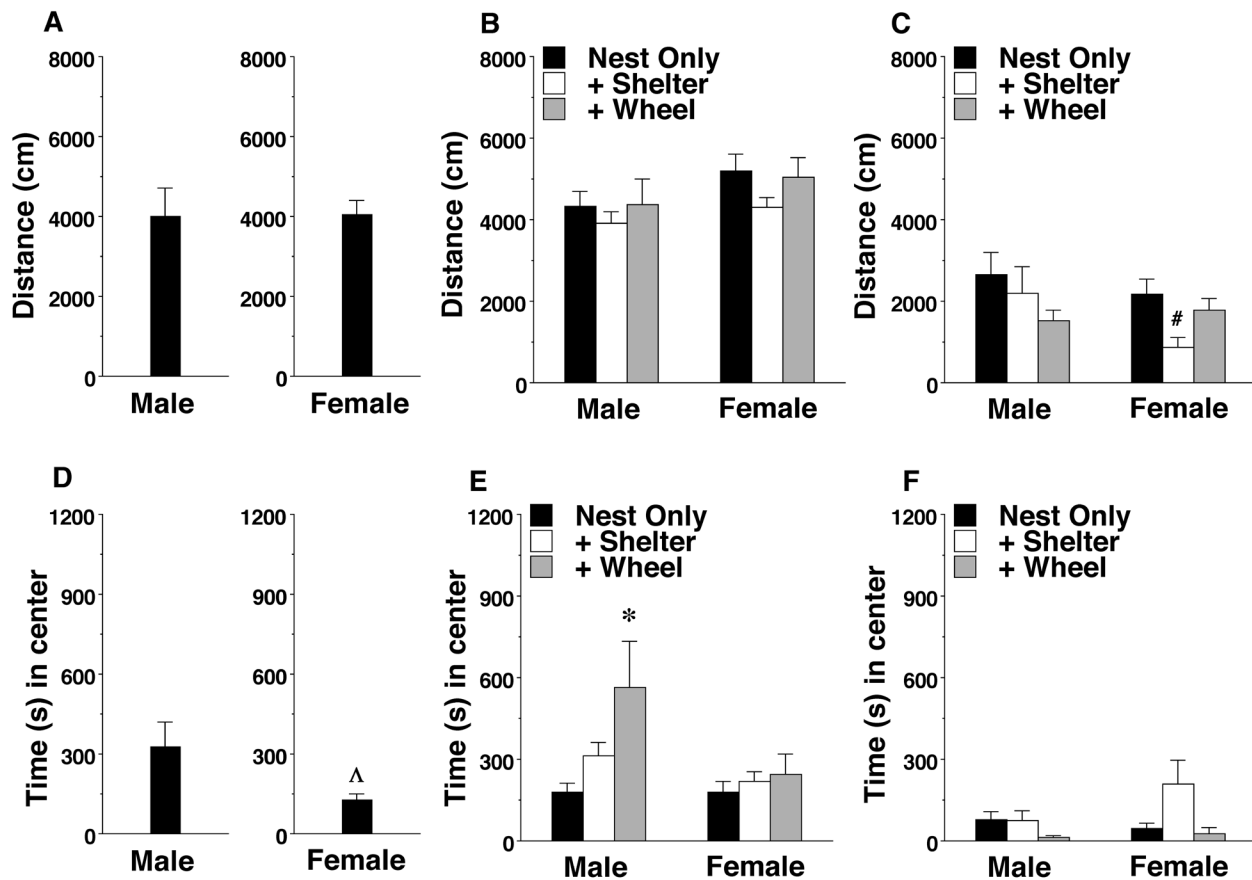 A
8000
6000
4000
2000
0
Distance (cm)
Male
8000
6000
4000
2000
0
Female
B
Nest Only
+ Shelter
+ Wheel
8000
6000
4000
2000
0
Distance (cm)
Male Female
C
Nest Only
+ Shelter
+ Wheel
8000
6000
4000
2000
0
Distance (cm)
#
Male Female
D
1200
900
600
300
0
Time (s) in center
Male
1200
900
600
300
0
^
Female
E
Nest Only
+ Shelter
+ Wheel
1200
900
600
300
0
Time (s) in center
*
Male Female
F
Nest Only
+ Shelter
+ Wheel
1200
900
600
300
0
Time (s) in center
Male Female